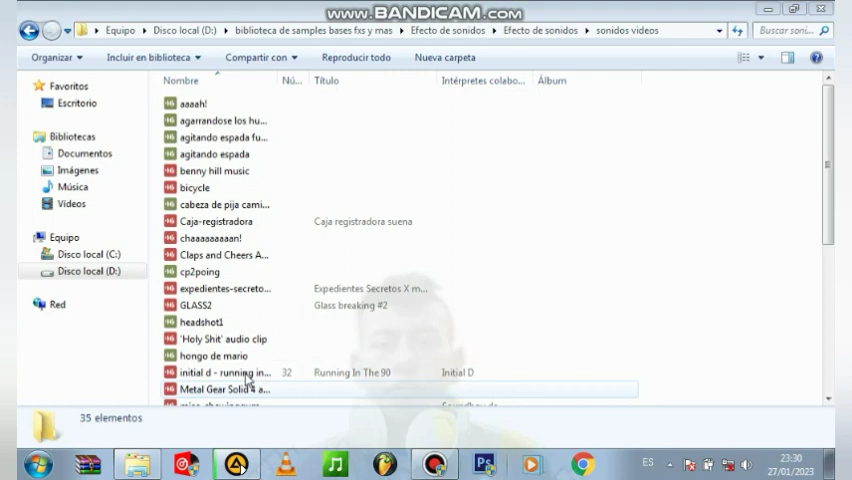 www.BANDICAM.com
Equipo ▸ Disco local (D:) ▸ biblioteca de samples bases fxs y mas ▸ Efecto de sonidos ▸ Efecto de sonidos ▸ sonidos videos
Buscar soni...
Organizar
Incluir en biblioteca
Compartir con
Reproducir todo
Nueva carpeta
Nombre
Nú...
Título
Intérpretes colabo...
Álbum
Favoritos
Escritorio
Bibliotecas
Documentos
Imágenes
Música
Vídeos
Equipo
Disco local (C:)
Disco local (D:)
Red
aaaah!
agarrandose los hu...
agitando espada fu...
agitando espada
benny hill music
bicycle
cabeza de pija cami...
Caja-registradora Caja registradora suena
chaaaaaaaan!
Claps and Cheers A...
cp2poing
expedientes-secreto... Expedientes Secretos X m...
GLASS2 Glass breaking #2
headshot1
'Holy Shit' audio clip
hongo de mario
initial d - running in... 32 Running In The 90 Initial D
Metal Gear Solid 4 a...
35 elementos
ES
23:30
27/01/2023